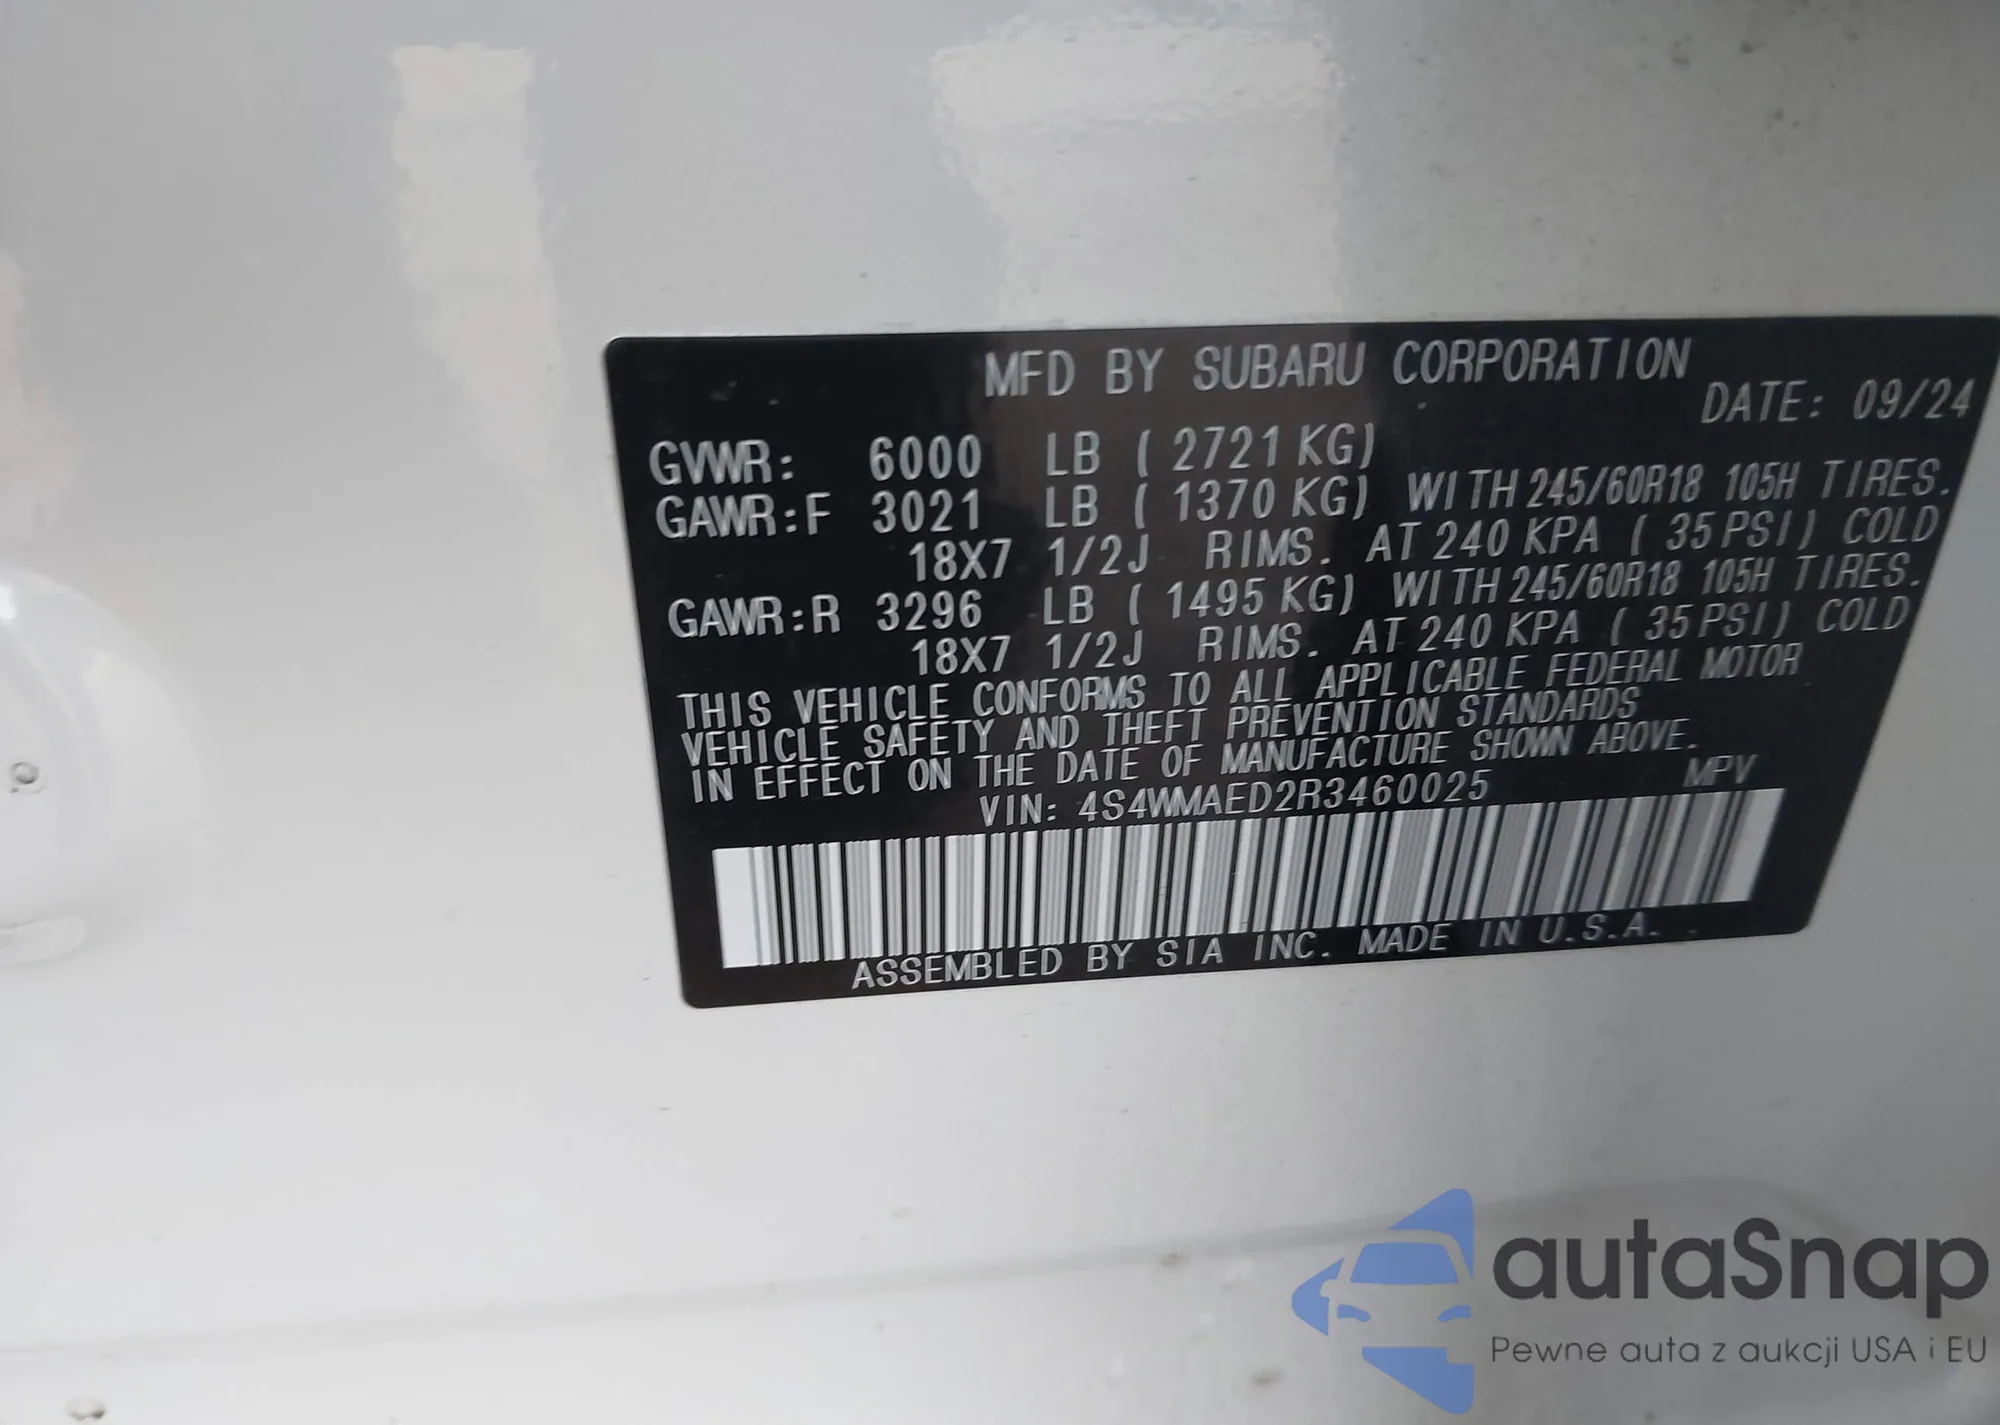 MFD BY SUBARU CORPORATION
DATE: 09/24
GVWR: 6000 LB ( 2721 KG)
GAWR:F 3021 LB ( 1370 KG) WITH 245/60R18 105H TIRES.
18X7 1/2J RIMS. AT 240 KPA ( 35 PSI) COLD
GAWR:R 3296 LB ( 1495 KG) WITH 245/60R18 105H TIRES.
18X7 1/2J RIMS. AT 240 KPA ( 35 PSI) COLD
THIS VEHICLE CONFORMS TO ALL APPLICABLE FEDERAL MOTOR
VEHICLE SAFETY AND THEFT PREVENTION STANDARDS
IN EFFECT ON THE DATE OF MANUFACTURE SHOWN ABOVE.
VIN: 4S4WMAED2R3460025 MPV
ASSEMBLED BY SIA INC. MADE IN U.S.A.
autaSnap
Pewne auta z aukcji USA i EU